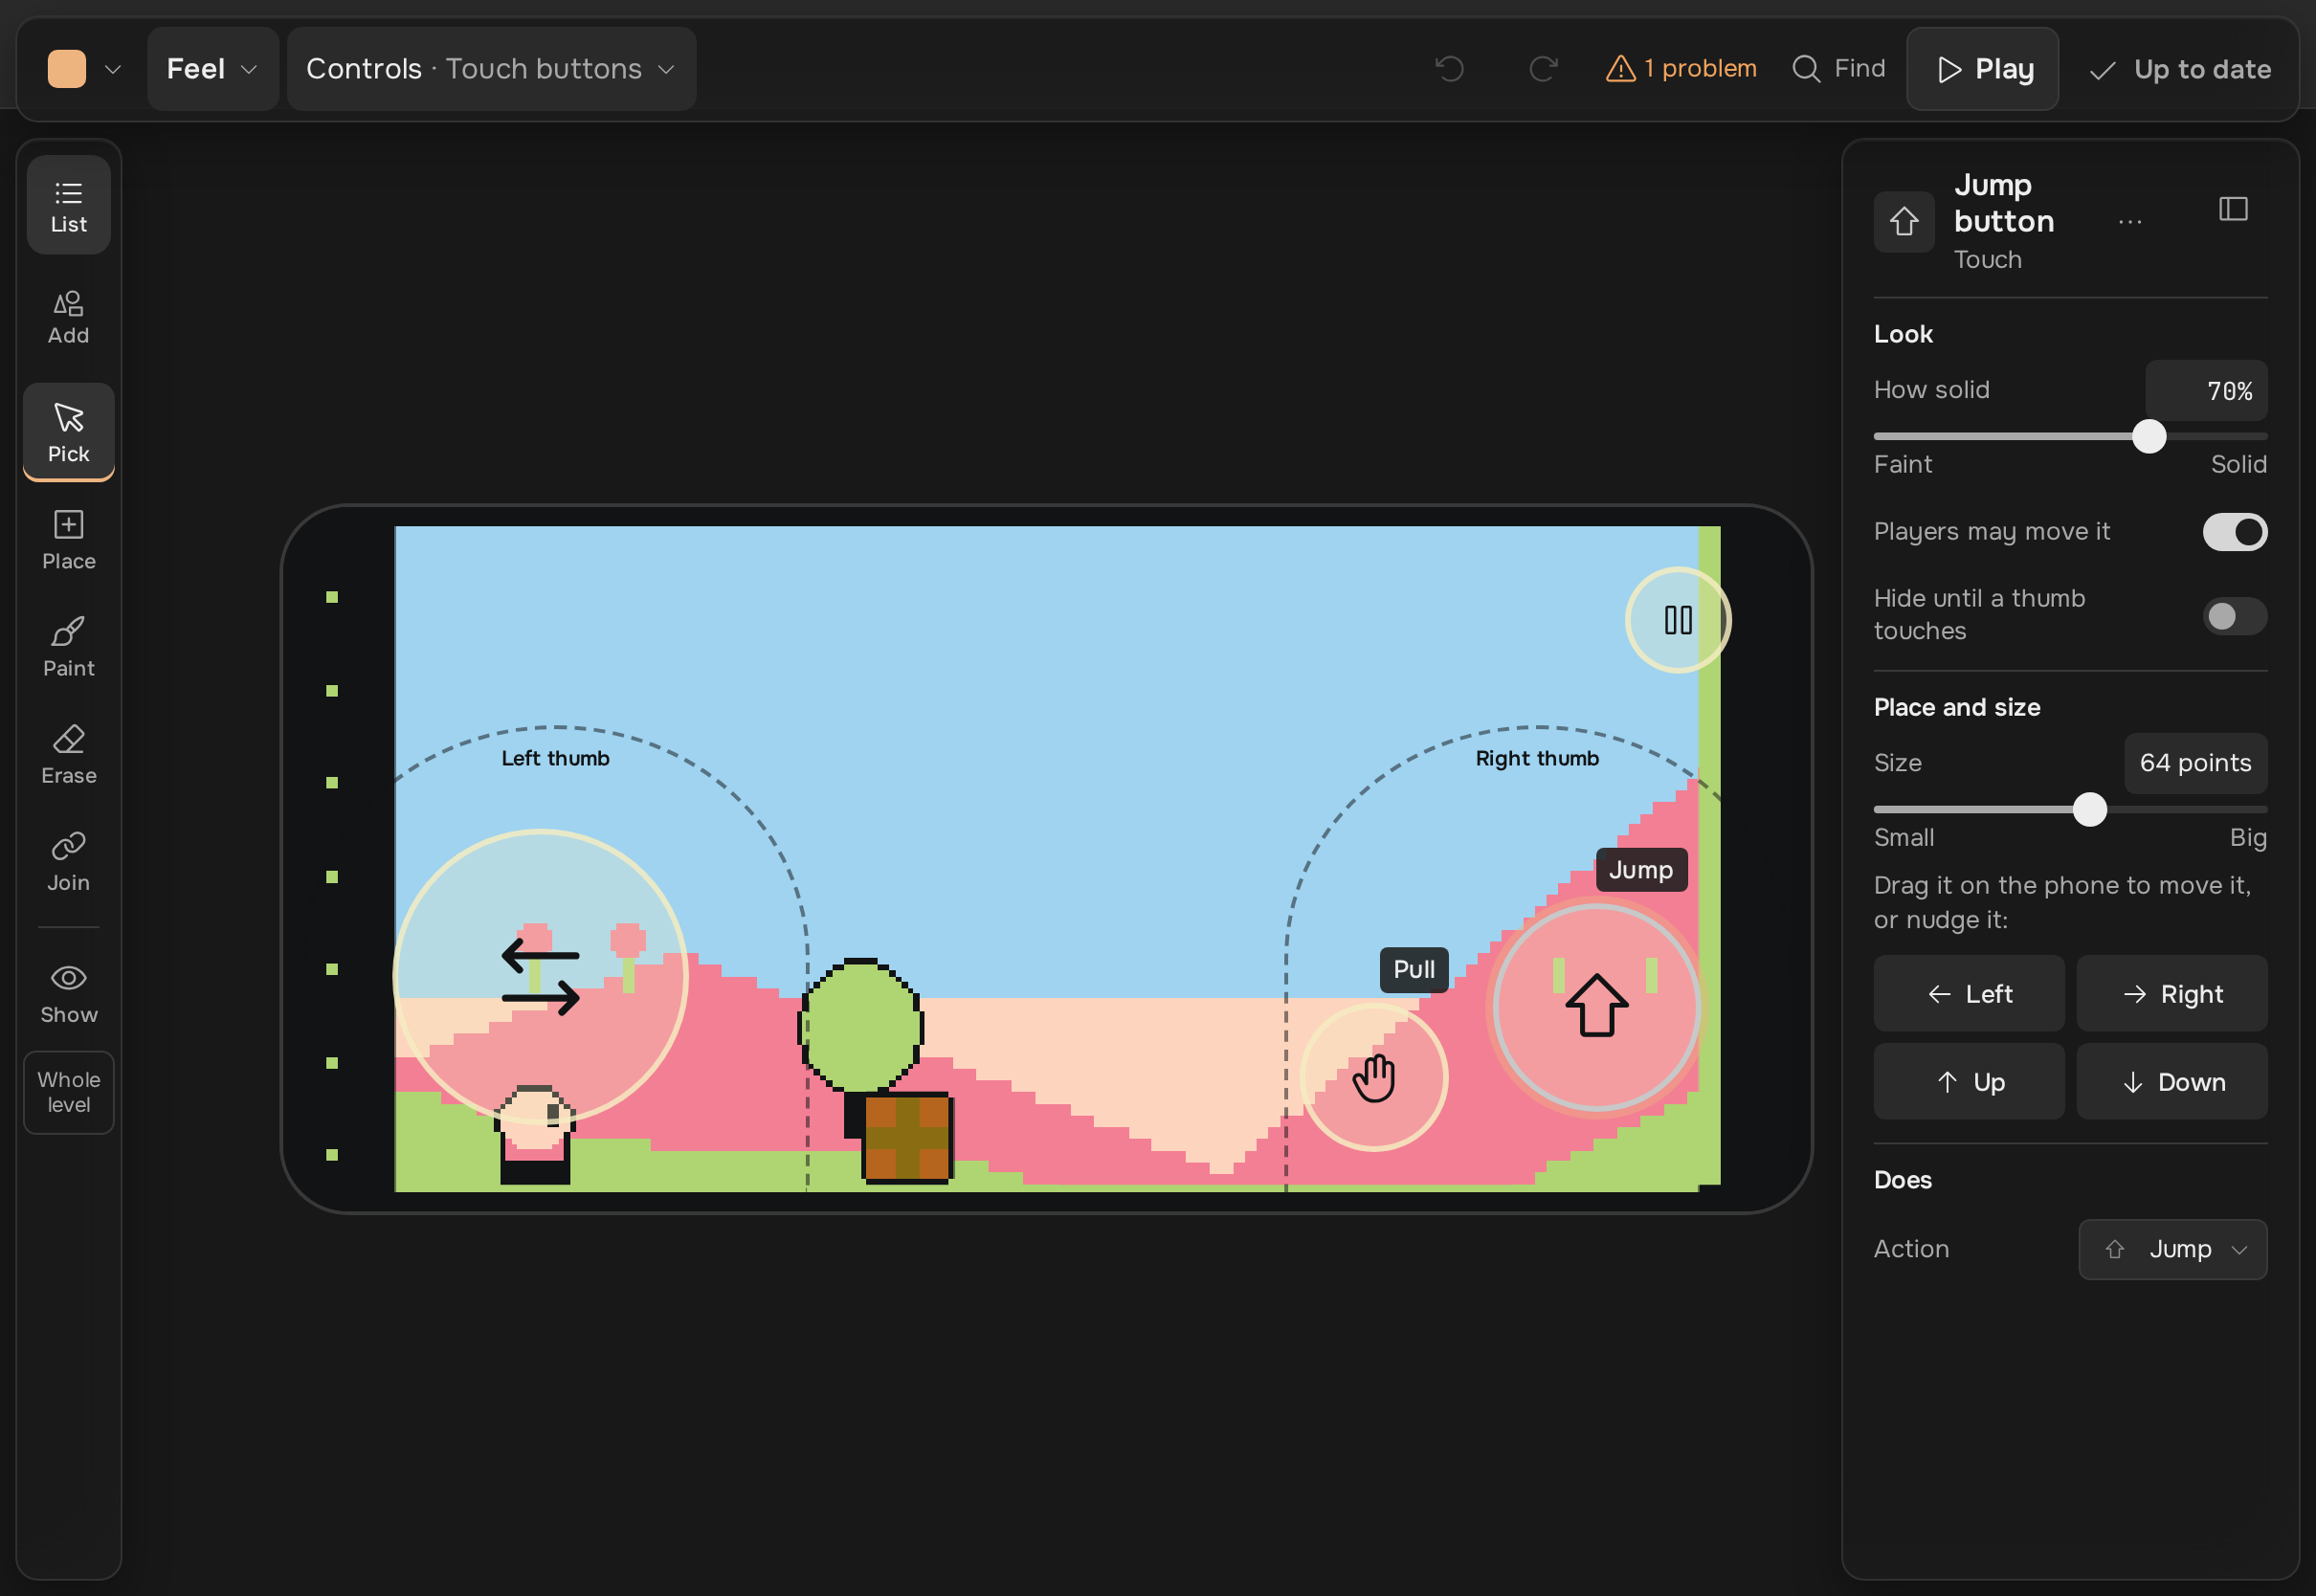 Feel
Controls · Touch buttons
1 problem
Find
Play
Up to date
List
Add
Pick
Place
Paint
Erase
Join
Show
Whole
level
Left thumb
Right thumb
Jump
Pull
Jump
button
Touch
...
Look
How solid
70%
Faint
Solid
Players may move it
Hide until a thumb
touches
Place and size
Size
64 points
Small
Big
Drag it on the phone to move it,
or nudge it:
Left
Right
Up
Down
Does
Action
Jump